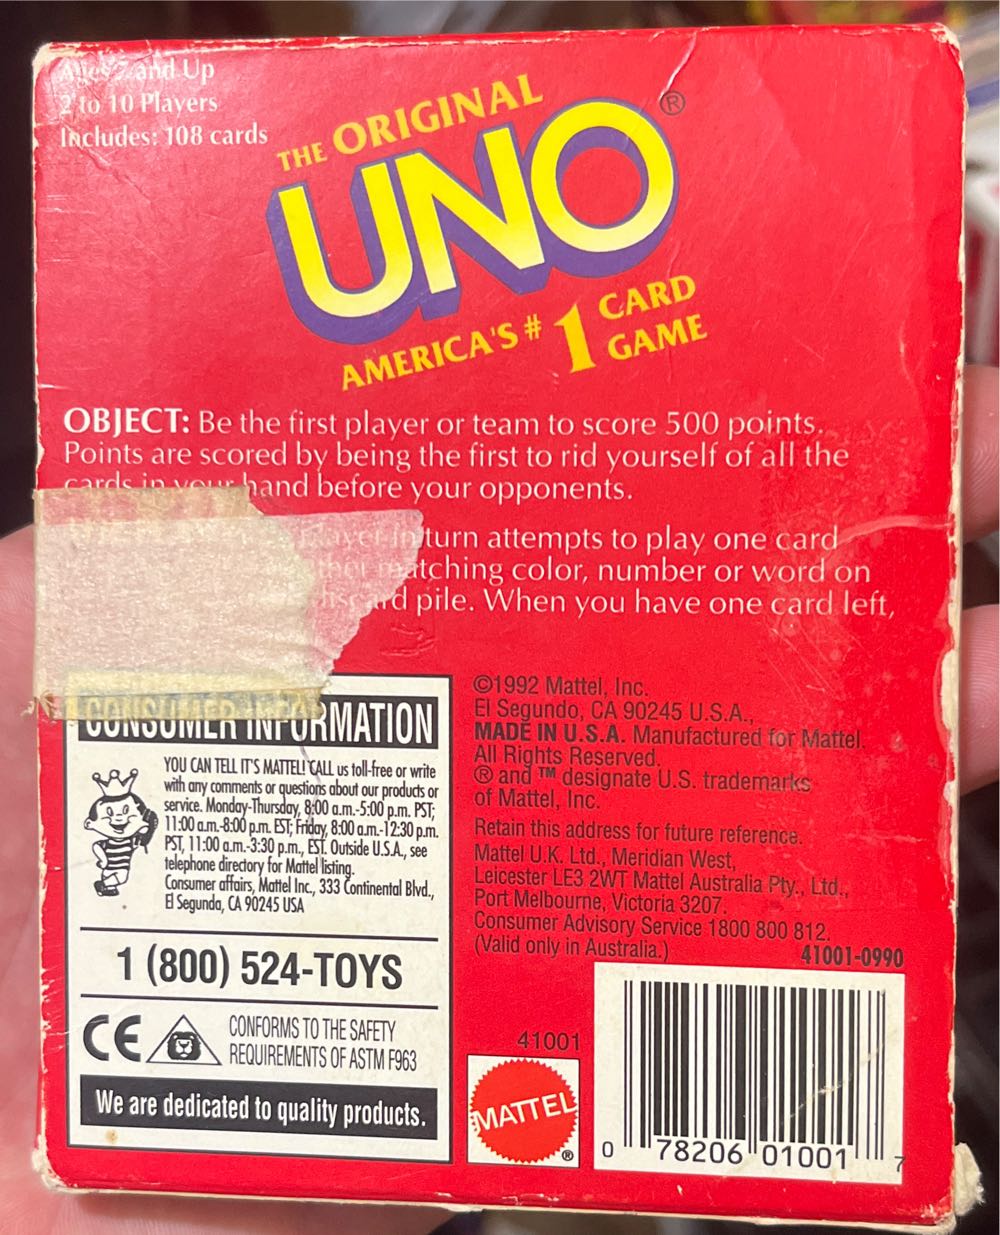 Ages 7 and Up
2 to 10 Players
Includes: 108 cards
THE ORIGINAL
UNO®
AMERICA'S # 1 CARD GAME
OBJECT: Be the first player or team to score 500 points.
Points are scored by being the first to rid yourself of all the
cards in your hand before your opponents.
player in turn attempts to play one card
matching color, number or word on
discard pile. When you have one card left,
CONSUMER INFORMATION
YOU CAN TELL IT'S MATTEL! CALL us toll-free or write
with any comments or questions about our products or
service. Monday-Thursday, 8:00 a.m.-5:00 p.m. PST;
11:00 a.m.-8:00 p.m. EST; Friday, 8:00 a.m.-12:30 p.m.
PST, 11:00 a.m.-3:30 p.m., EST. Outside U.S.A., see
telephone directory for Mattel listing.
Consumer affairs, Mattel Inc., 333 Continental Blvd.,
El Segundo, CA 90245 USA
1 (800) 524-TOYS
CE
CONFORMS TO THE SAFETY
REQUIREMENTS OF ASTM F963
We are dedicated to quality products.
©1992 Mattel, Inc.
El Segundo, CA 90245 U.S.A.,
MADE IN U.S.A. Manufactured for Mattel.
All Rights Reserved.
® and ™ designate U.S. trademarks
of Mattel, Inc.
Retain this address for future reference.
Mattel U.K. Ltd., Meridian West,
Leicester LE3 2WT Mattel Australia Pty., Ltd.,
Port Melbourne, Victoria 3207.
Consumer Advisory Service 1800 800 812.
(Valid only in Australia.)
41001-0990
41001
MATTEL®
0 78206 01001 7